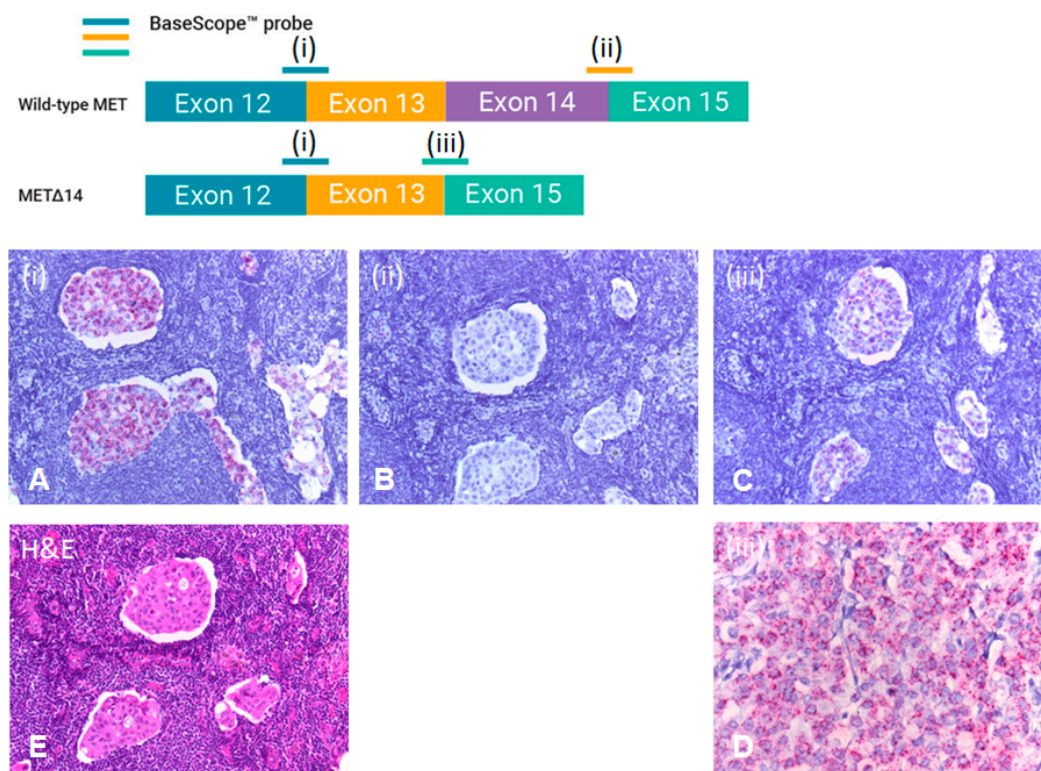 BaseScope™ probe
(i)
(ii)
Wild-type MET
Exon 12
Exon 13
Exon 14
Exon 15
(i)
(iii)
METΔ14
Exon 12
Exon 13
Exon 15
(i)
(ii)
(iii)
A
B
C
H&E
(iii)
E
D